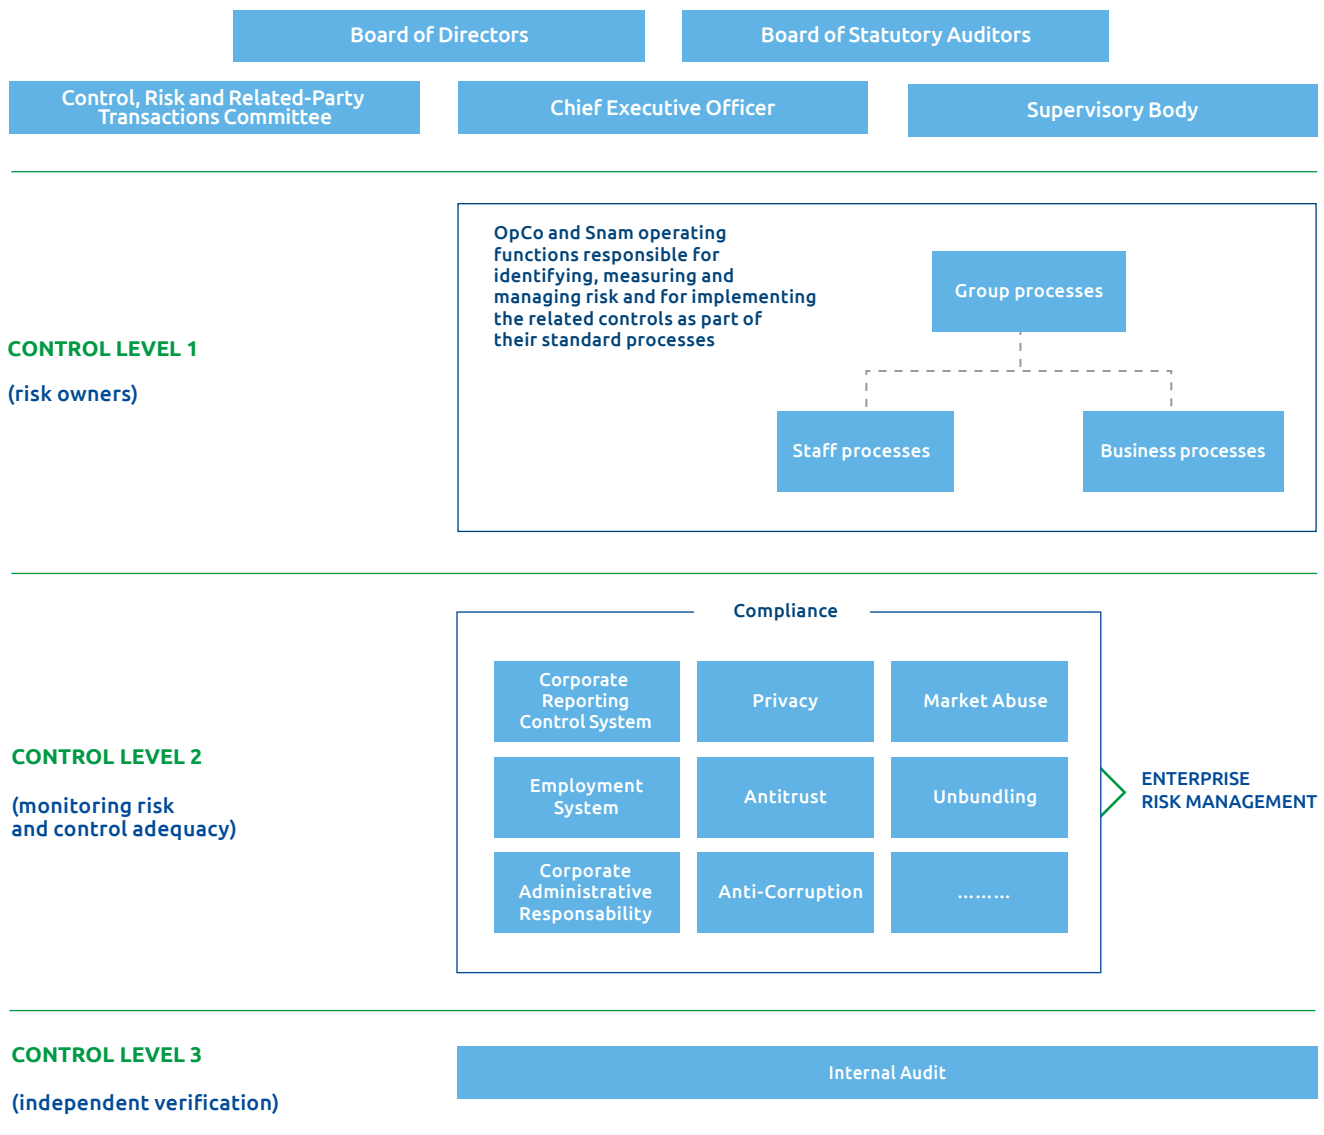 Board of Directors
Board of Statutory Auditors
Control, Risk and Related-Party
Transactions Committee
Chief Executive Officer
Supervisory Body
CONTROL LEVEL 1
(risk owners)
OpCo and Snam operating
functions responsible for
identifying, measuring and
managing risk and for implementing
the related controls as part of
their standard processes
Group processes
Staff processes
Business processes
CONTROL LEVEL 2
(monitoring risk
and control adequacy)
Compliance
Corporate
Reporting
Control System
Privacy
Market Abuse
Employment
System
Antitrust
Unbundling
Corporate
Administrative
Responsability
Anti-Corruption
.........
ENTERPRISE
RISK MANAGEMENT
CONTROL LEVEL 3
(independent verification)
Internal Audit